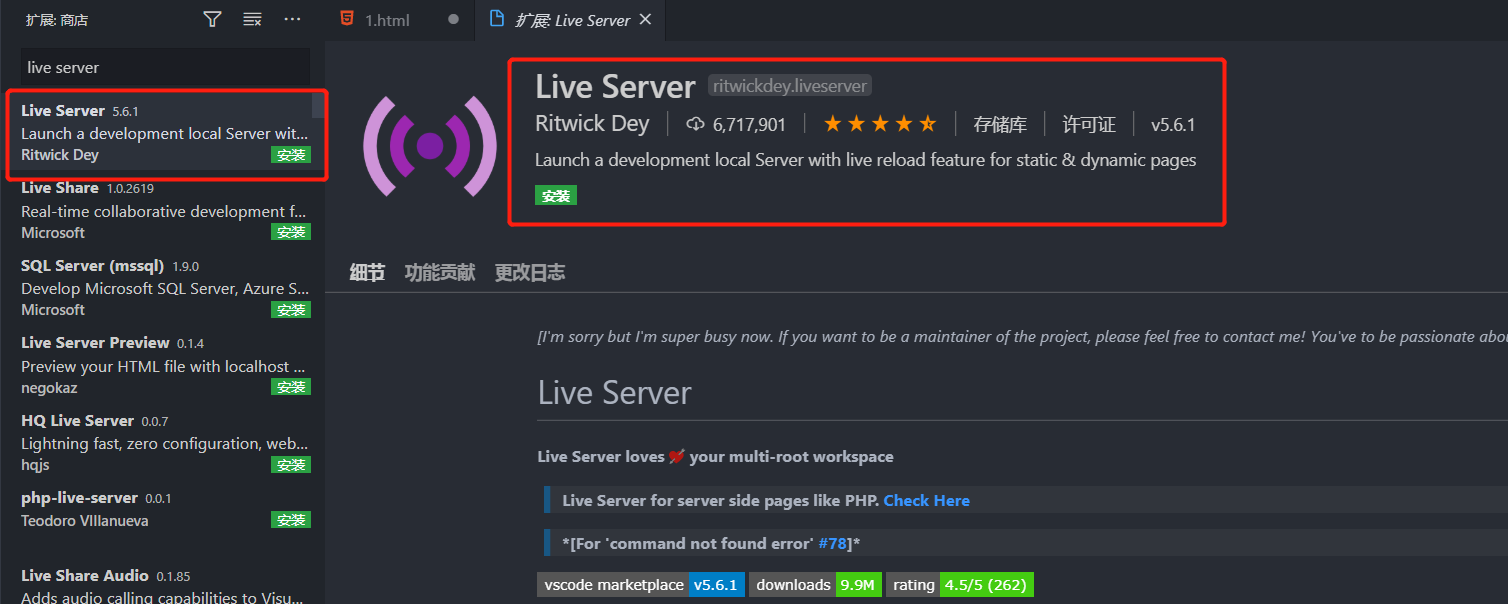 扩展: 商店
live server
Live Server 5.6.1
Launch a development local Server wit...
Ritwick Dey 安装
Live Share 1.0.2619
Real-time collaborative development f...
Microsoft 安装
SQL Server (mssql) 1.9.0
Develop Microsoft SQL Server, Azure S...
Microsoft 安装
Live Server Preview 0.1.4
Preview your HTML file with localhost ...
negokaz 安装
HQ Live Server 0.0.7
Lightning fast, zero configuration, web...
hqjs 安装
php-live-server 0.0.1
Teodoro VIllanueva 安装
Live Share Audio 0.1.85
Adds audio calling capabilities to Visu...
1.html
扩展: Live Server
Live Server ritwickdey.liveserver
Ritwick Dey 6,717,901 存储库 许可证 v5.6.1
Launch a development local Server with live reload feature for static & dynamic pages
安装
细节 功能贡献 更改日志
[I'm sorry but I'm super busy now. If you want to be a maintainer of the project, please feel free to contact me! You've to be passionate abou
Live Server
Live Server loves 💘 your multi-root workspace
Live Server for server side pages like PHP. Check Here
*[For 'command not found error' #78]*
vscode marketplace v5.6.1 downloads 9.9M rating 4.5/5 (262)